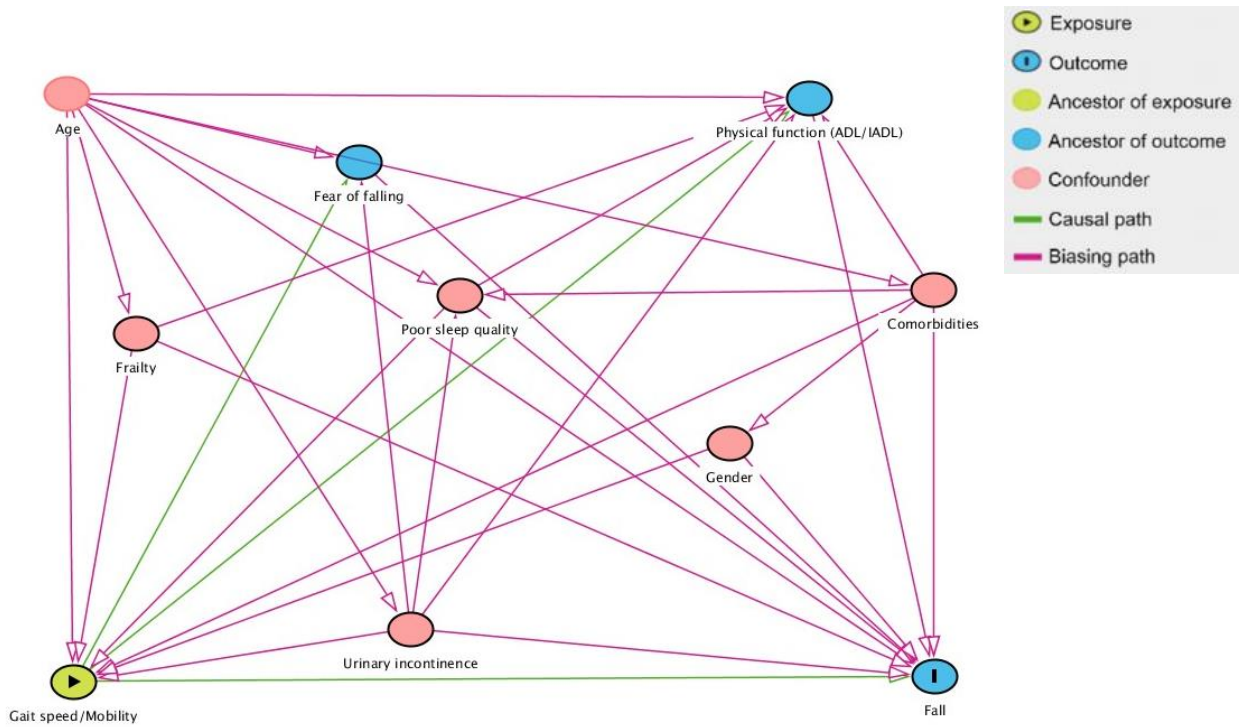 Exposure
Outcome
Ancestor of exposure
Ancestor of outcome
Confounder
Causal path
Biasing path
Age
Physical function (ADL/IADL)
Fear of falling
Poor sleep quality
Comorbidities
Frailty
Gender
Urinary incontinence
Gait speed/Mobility
Fall